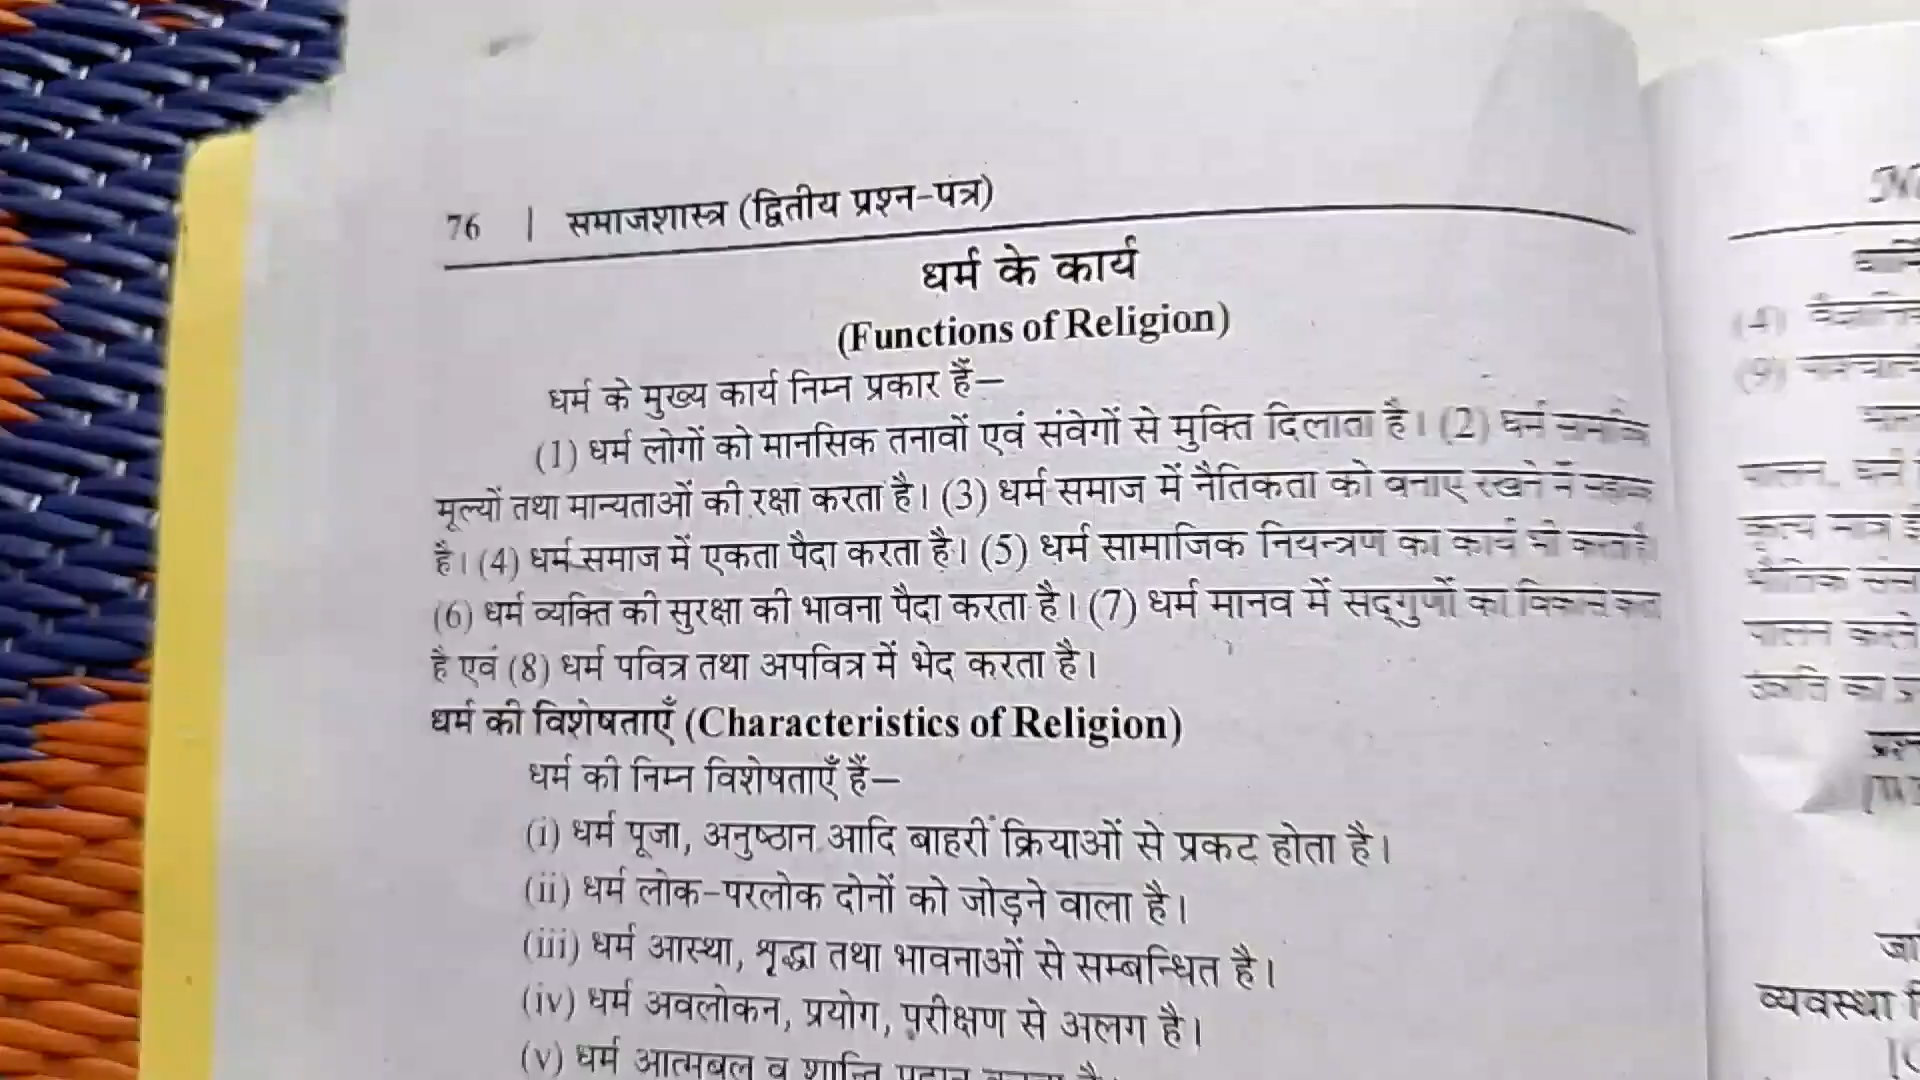 76 | समाजशास्त्र (द्वितीय प्रश्न-पत्र)
धर्म के कार्य
(Functions of Religion)
धर्म के मुख्य कार्य निम्न प्रकार हैं—
(1) धर्म लोगों को मानसिक तनावों एवं संवेगों से मुक्ति दिलाता है। (2) धर्म
मूल्यों तथा मान्यताओं की रक्षा करता है। (3) धर्म समाज में नैतिकता को बनाए रखने में
है। (4) धर्म समाज में एकता पैदा करता है। (5) धर्म सामाजिक नियन्त्रण का कार्य भी करता है।
(6) धर्म व्यक्ति की सुरक्षा की भावना पैदा करता है। (7) धर्म मानव में सद्‌गुणों का विकास
है एवं (8) धर्म पवित्र तथा अपवित्र में भेद करता है।
धर्म की विशेषताएँ (Characteristics of Religion)
धर्म की निम्न विशेषताएँ हैं—
(i) धर्म पूजा, अनुष्ठान आदि बाहरीं क्रियाओं से प्रकट होता है।
(ii) धर्म लोक-परलोक दोनों को जोड़ने वाला है।
(iii) धर्म आस्था, श्रृद्धा तथा भावनाओं से सम्बन्धित है।
(iv) धर्म अवलोकन, प्रयोग, परीक्षण से अलग है।
(v) धर्म आत्मबल व शान्ति
(4)
(9)
व्यवस्था